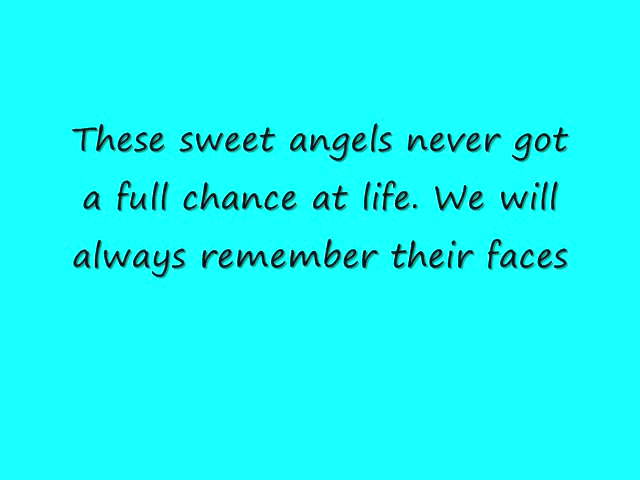 These sweet angels never got
a full chance at life. We will
always remember their faces